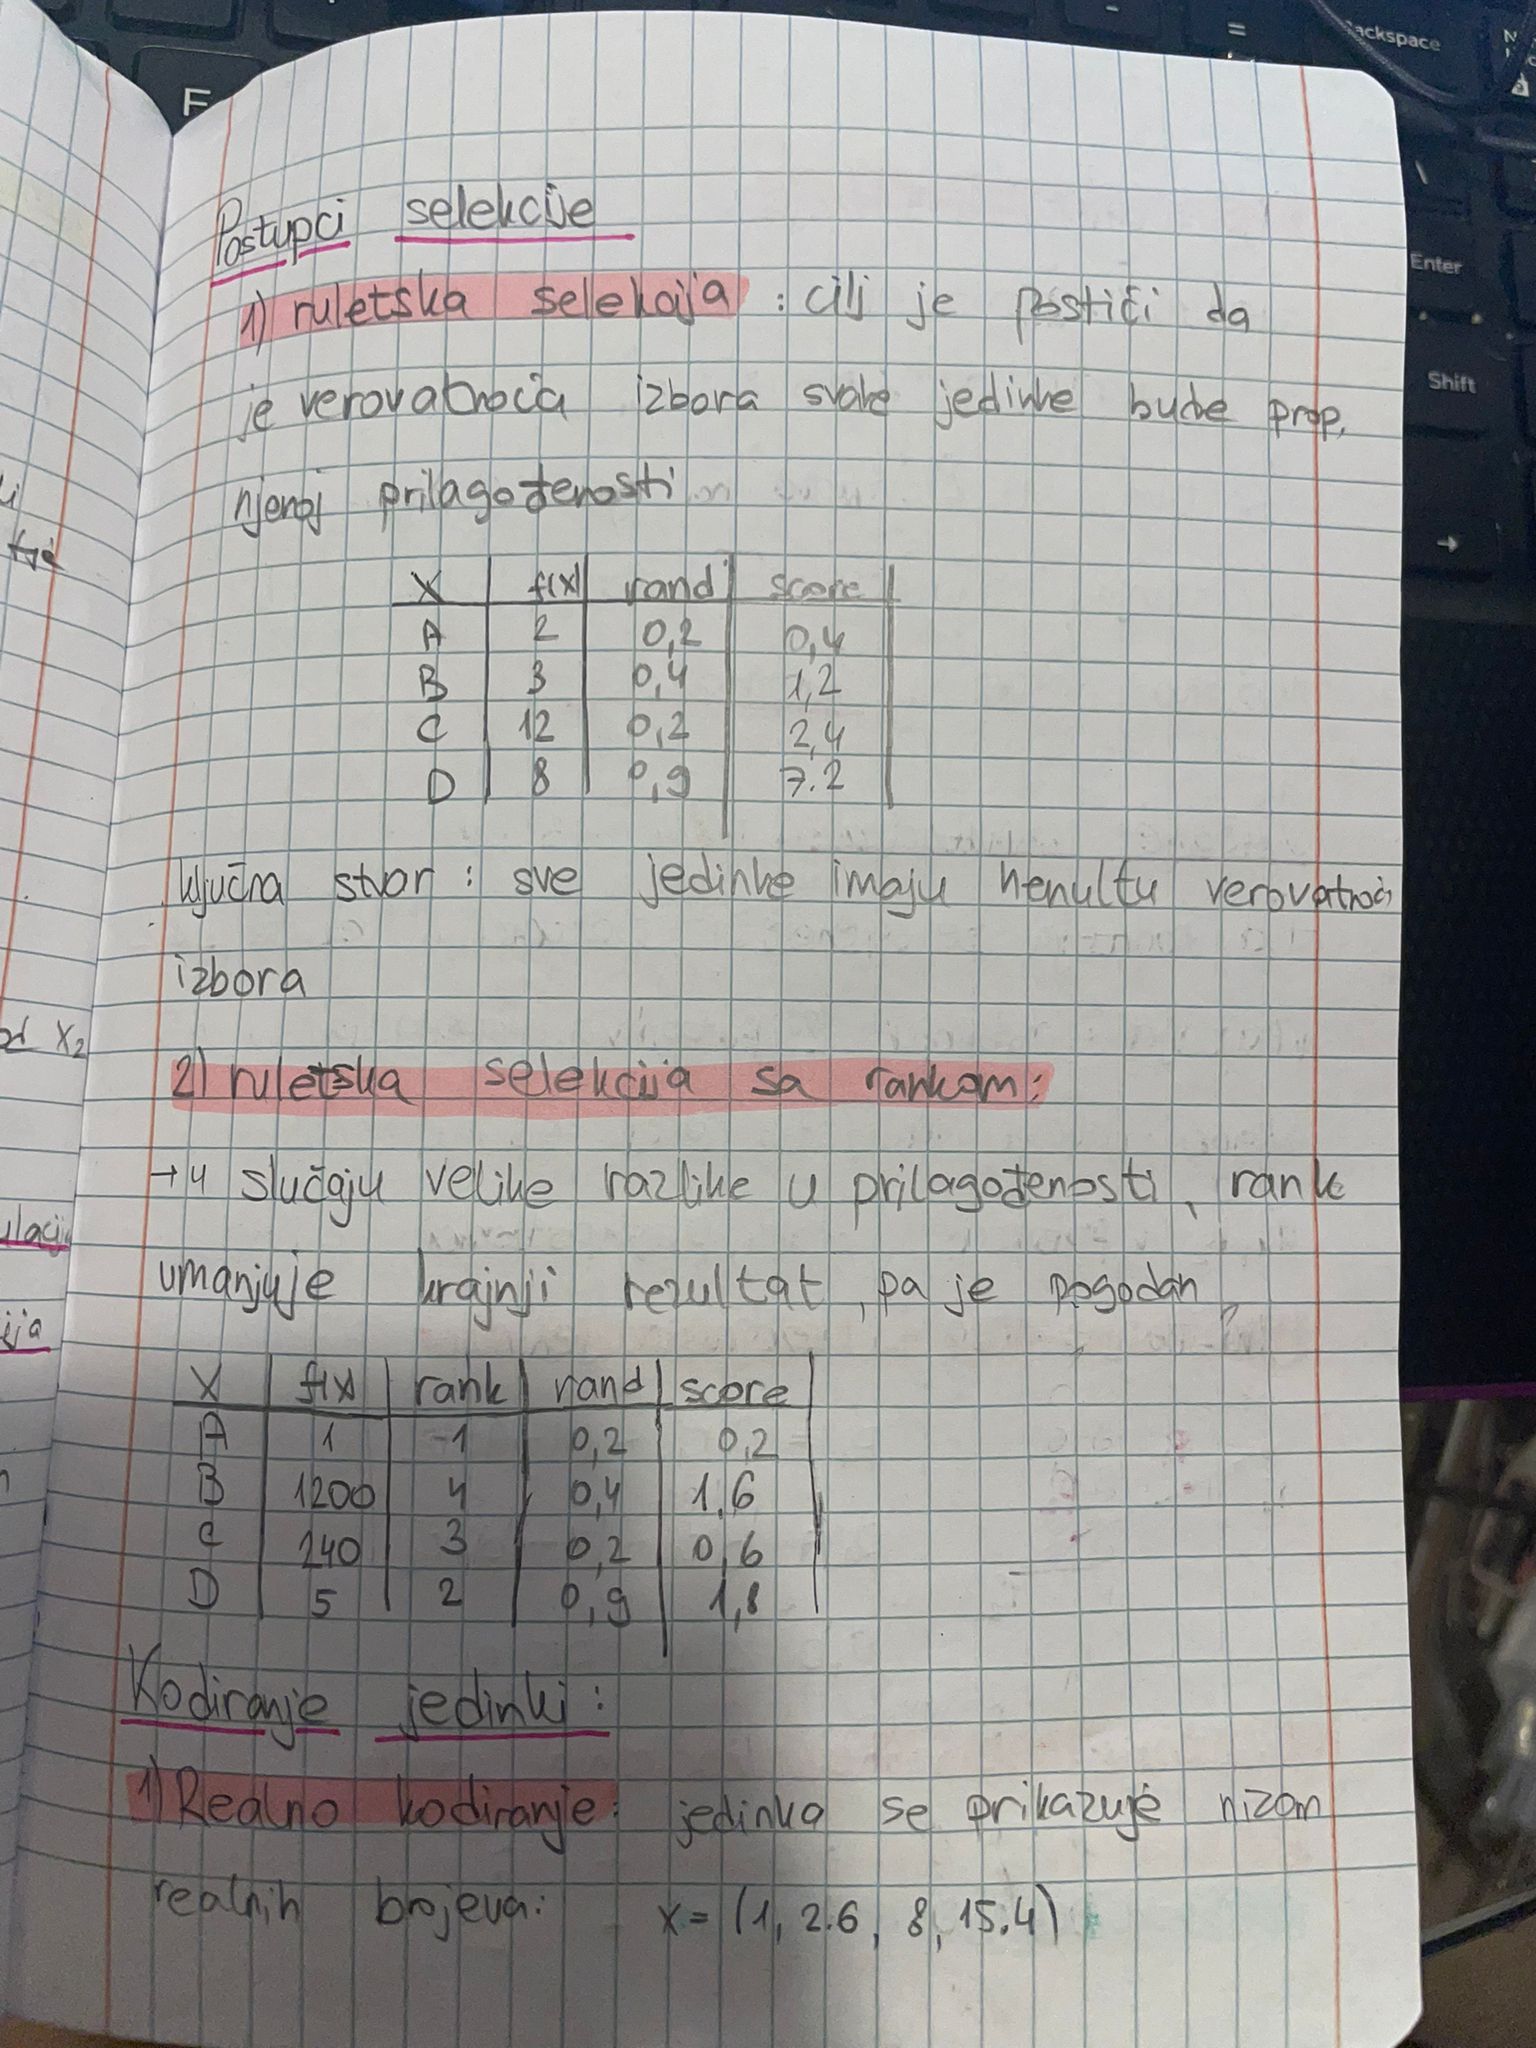 Postupci selekcije
1) ruletska selekcija : cilj je postići da
je verovatnoća izbora svake jedinke bude prop.
njenoj prilagođenosti
X | f(x) | rand | score
A | 2 | 0,2 | 0,4
B | 3 | 0,4 | 1,2
C | 12 | 0,2 | 2,4
D | 8 | 0,9 | 7.2
ključna stvar : sve jedinke imaju nenultu verovatnoć
izbora
2) ruletska selekcija sa rankom:
→ u slučaju velike razlike u prilagođenosti, rank
umanjuje krajnji rezultat, pa je pogodan
X | f(x) | rank | rand | score
A | 1 | 1 | 0,2 | 0,2
B | 1200 | 4 | 0,4 | 1,6
C | 240 | 3 | 0,2 | 0,6
D | 5 | 2 | 0,9 | 1,8
Kodiranje jedinki :
1) Realno kodiranje: jedinka se prikazuje nizom
realnih brojeva: x = (1, 2.6, 8, 15.4)
od x2
F
=
Backspace
Enter
Shift
→